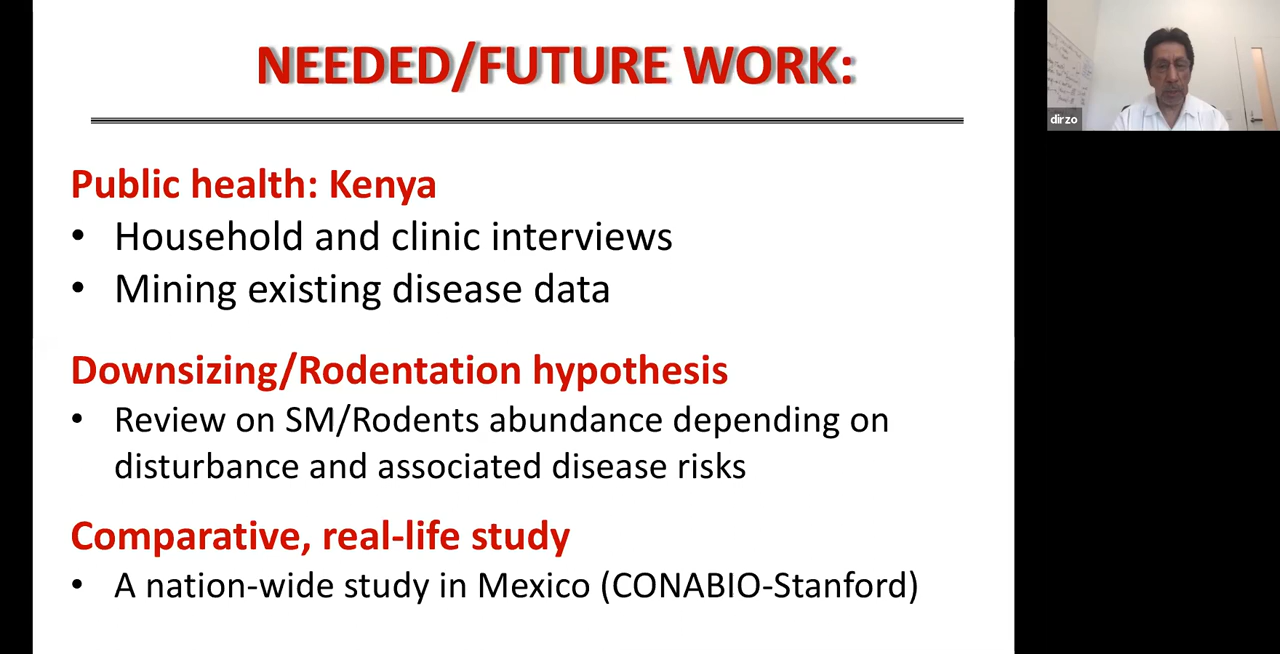 NEEDED/FUTURE WORK:
Public health: Kenya
• Household and clinic interviews
• Mining existing disease data
Downsizing/Rodentation hypothesis
• Review on SM/Rodents abundance depending on
disturbance and associated disease risks
Comparative, real-life study
• A nation-wide study in Mexico (CONABIO-Stanford)
dirzo